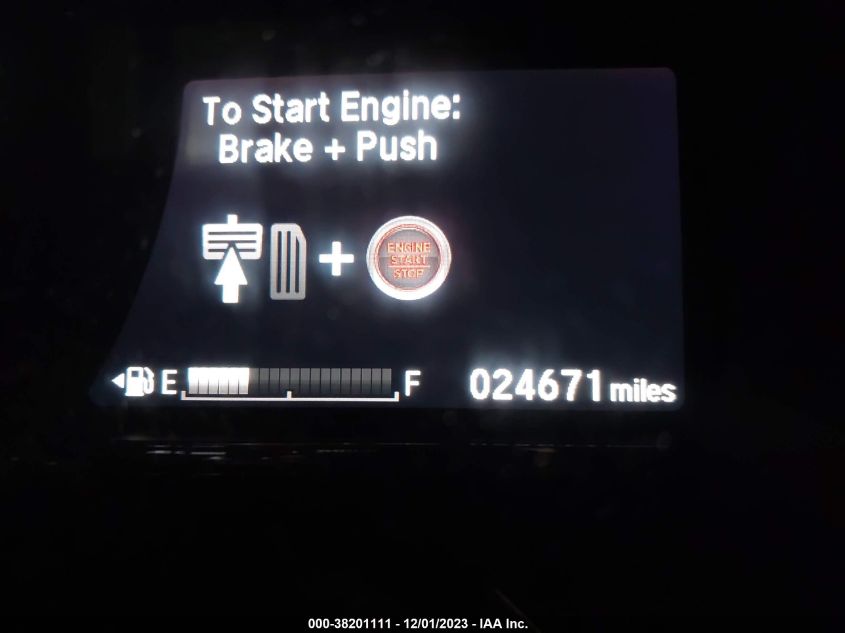 To Start Engine:
Brake + Push
+
ENGINE
START
STOP
E
F
024671 miles
000-38201111 - 12/01/2023 - IAA Inc.